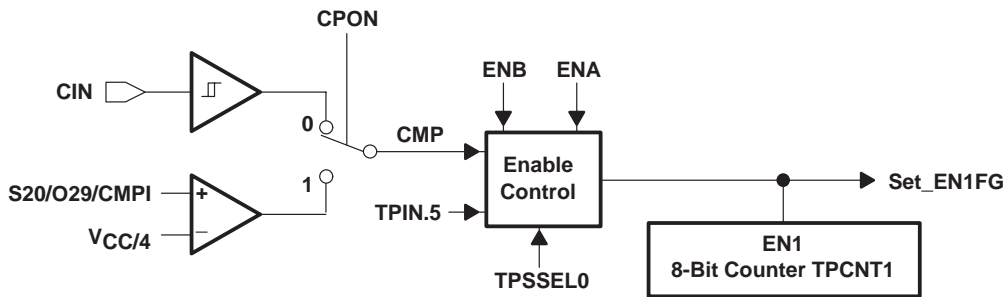 CPON
ENB ENA
CIN
0
CMP
Enable
Control
Set_EN1FG
S20/O29/CMPI
+
1
TPIN.5
VCC/4
–
EN1
8-Bit Counter TPCNT1
TPSSEL0